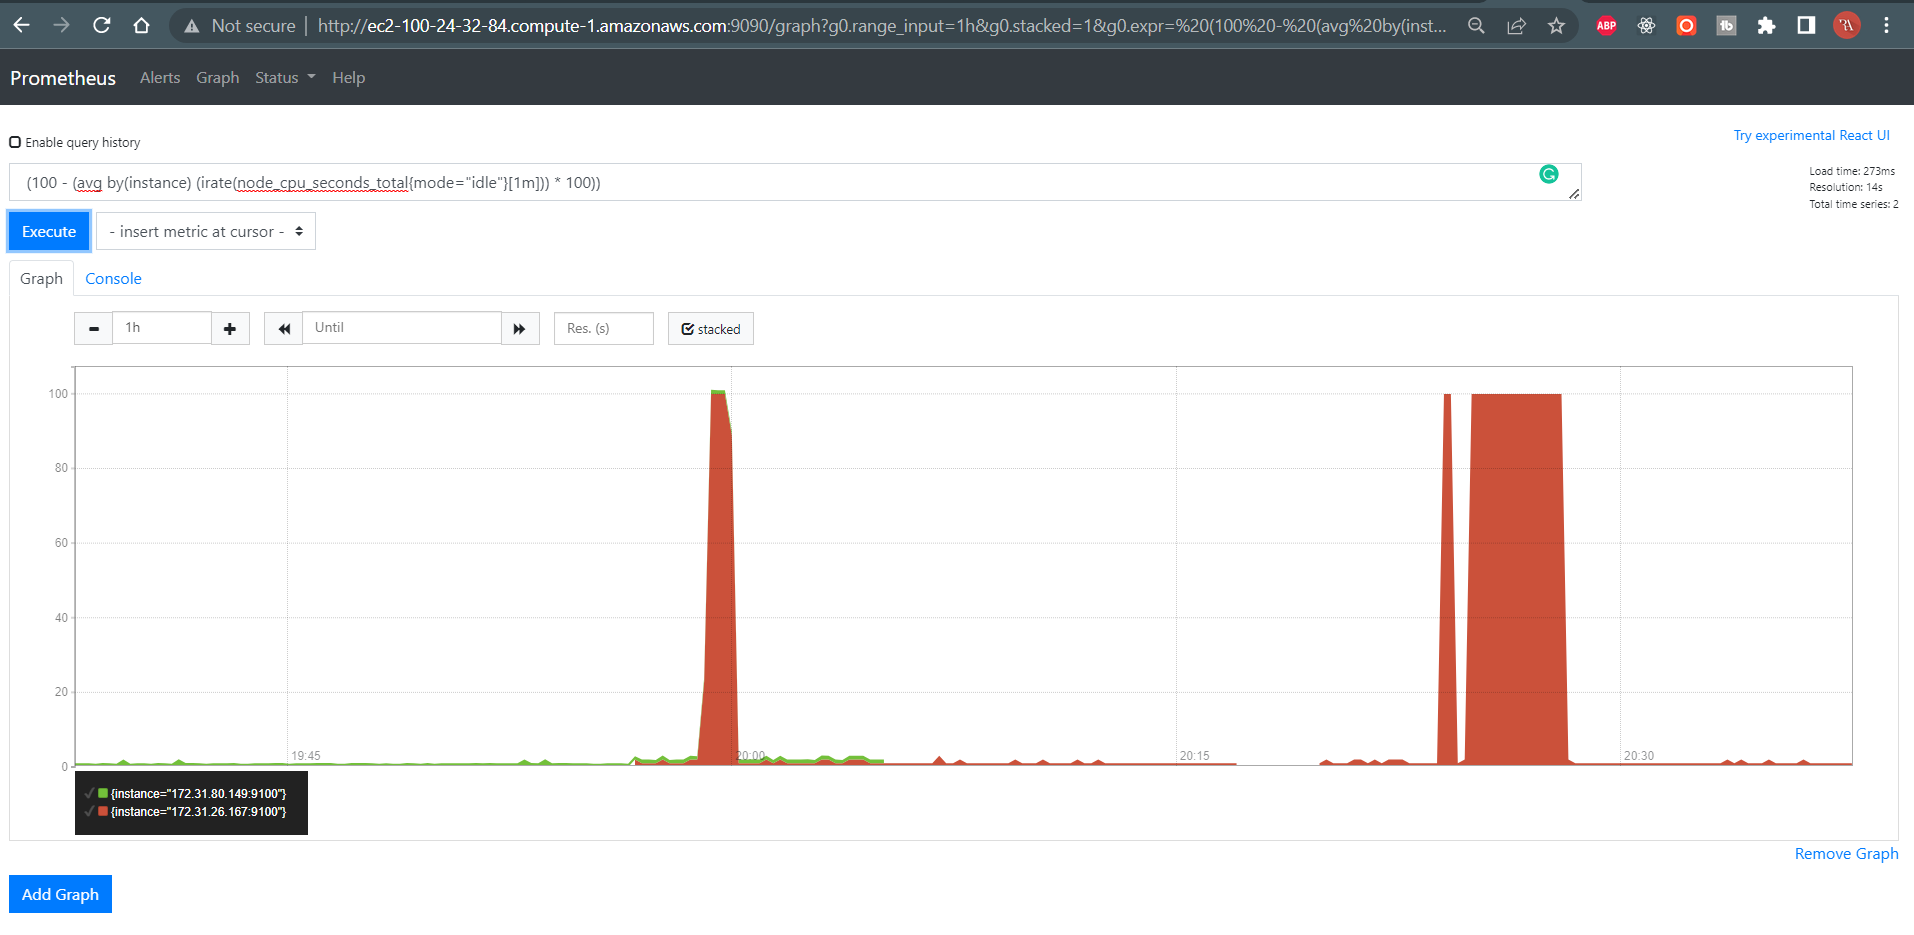 Not secure | http://ec2-100-24-32-84.compute-1.amazonaws.com:9090/graph?g0.range_input=1h&g0.stacked=1&g0.expr=%20(100%20-%20(avg%20by(inst...
ABP
tb
RA
Prometheus Alerts Graph Status Help
Enable query history
Try experimental React UI
(100 - (avg by(instance) (irate(node_cpu_seconds_total{mode="idle"}[1m])) * 100))
Load time: 273ms
Resolution: 14s
Total time series: 2
Execute
- insert metric at cursor -
Graph Console
1h
Until
Res. (s)
stacked
100
80
60
40
20
0
19:45
20:00
20:15
20:30
{instance="172.31.80.149:9100"}
{instance="172.31.26.167:9100"}
Remove Graph
Add Graph